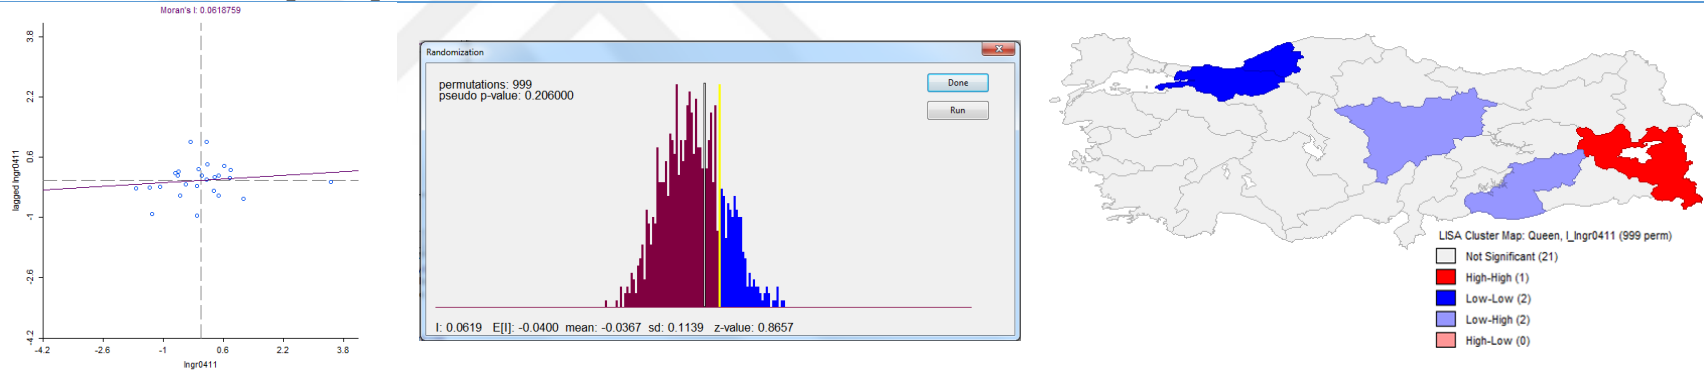 Moran's I: 0.0618759
3.8
2.2
0.6
-1
-2.6
-4.2
lagged lngr0411
-4.2
-2.6
-1
0.6
2.2
3.8
lngr0411
Randomization
permutations: 999
pseudo p-value: 0.206000
Done
Run
I: 0.0619 E[I]: -0.0400 mean: -0.0367 sd: 0.1139 z-value: 0.8657
LISA Cluster Map: Queen, I_lngr0411 (999 perm)
Not Significant (21)
High-High (1)
Low-Low (2)
Low-High (2)
High-Low (0)